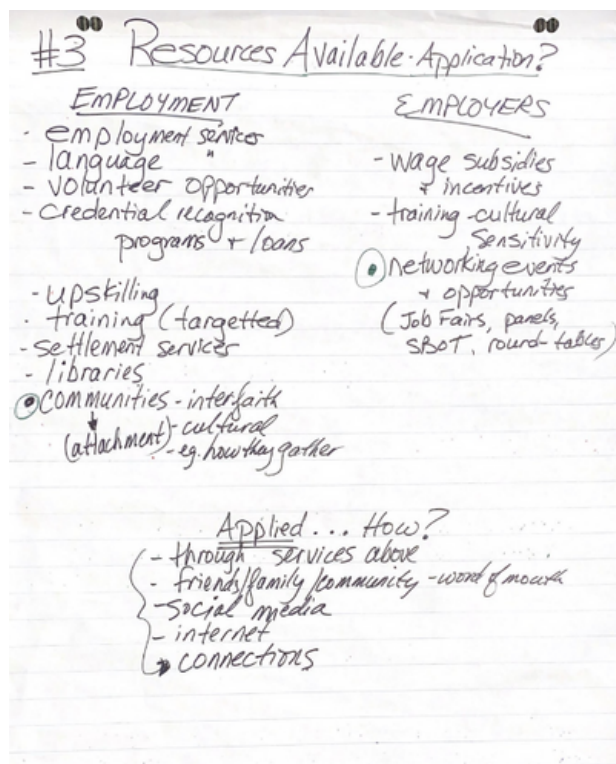 #3 Resources Available - Application?
EMPLOYMENT
- employment services
- language "
- volunteer opportunities
- credential recognition
programs + loans
- upskilling
- training (targetted)
- settlement services
- libraries
communities - interfaith
(attachment) - cultural
- eg. how they gather
EMPLOYERS
- wage subsidies
+ incentives
- training - cultural
sensitivity
networking events
+ opportunities
(Job Fairs, panels,
SBOT, round-tables)
Applied... How?
- through services above
- friends/family/community - word of mouth
- social media
- internet
connections